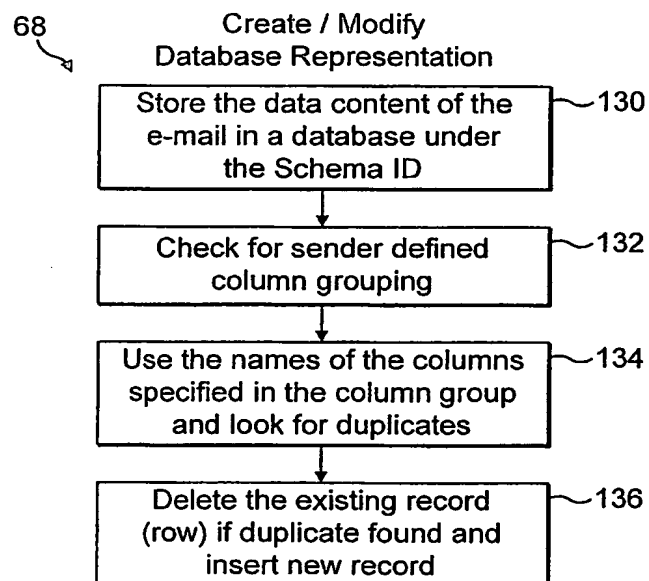 68
Create / Modify
Database Representation
Store the data content of the
e-mail in a database under
the Schema ID
130
Check for sender defined
column grouping
132
Use the names of the columns
specified in the column group
and look for duplicates
134
Delete the existing record
(row) if duplicate found and
insert new record
136